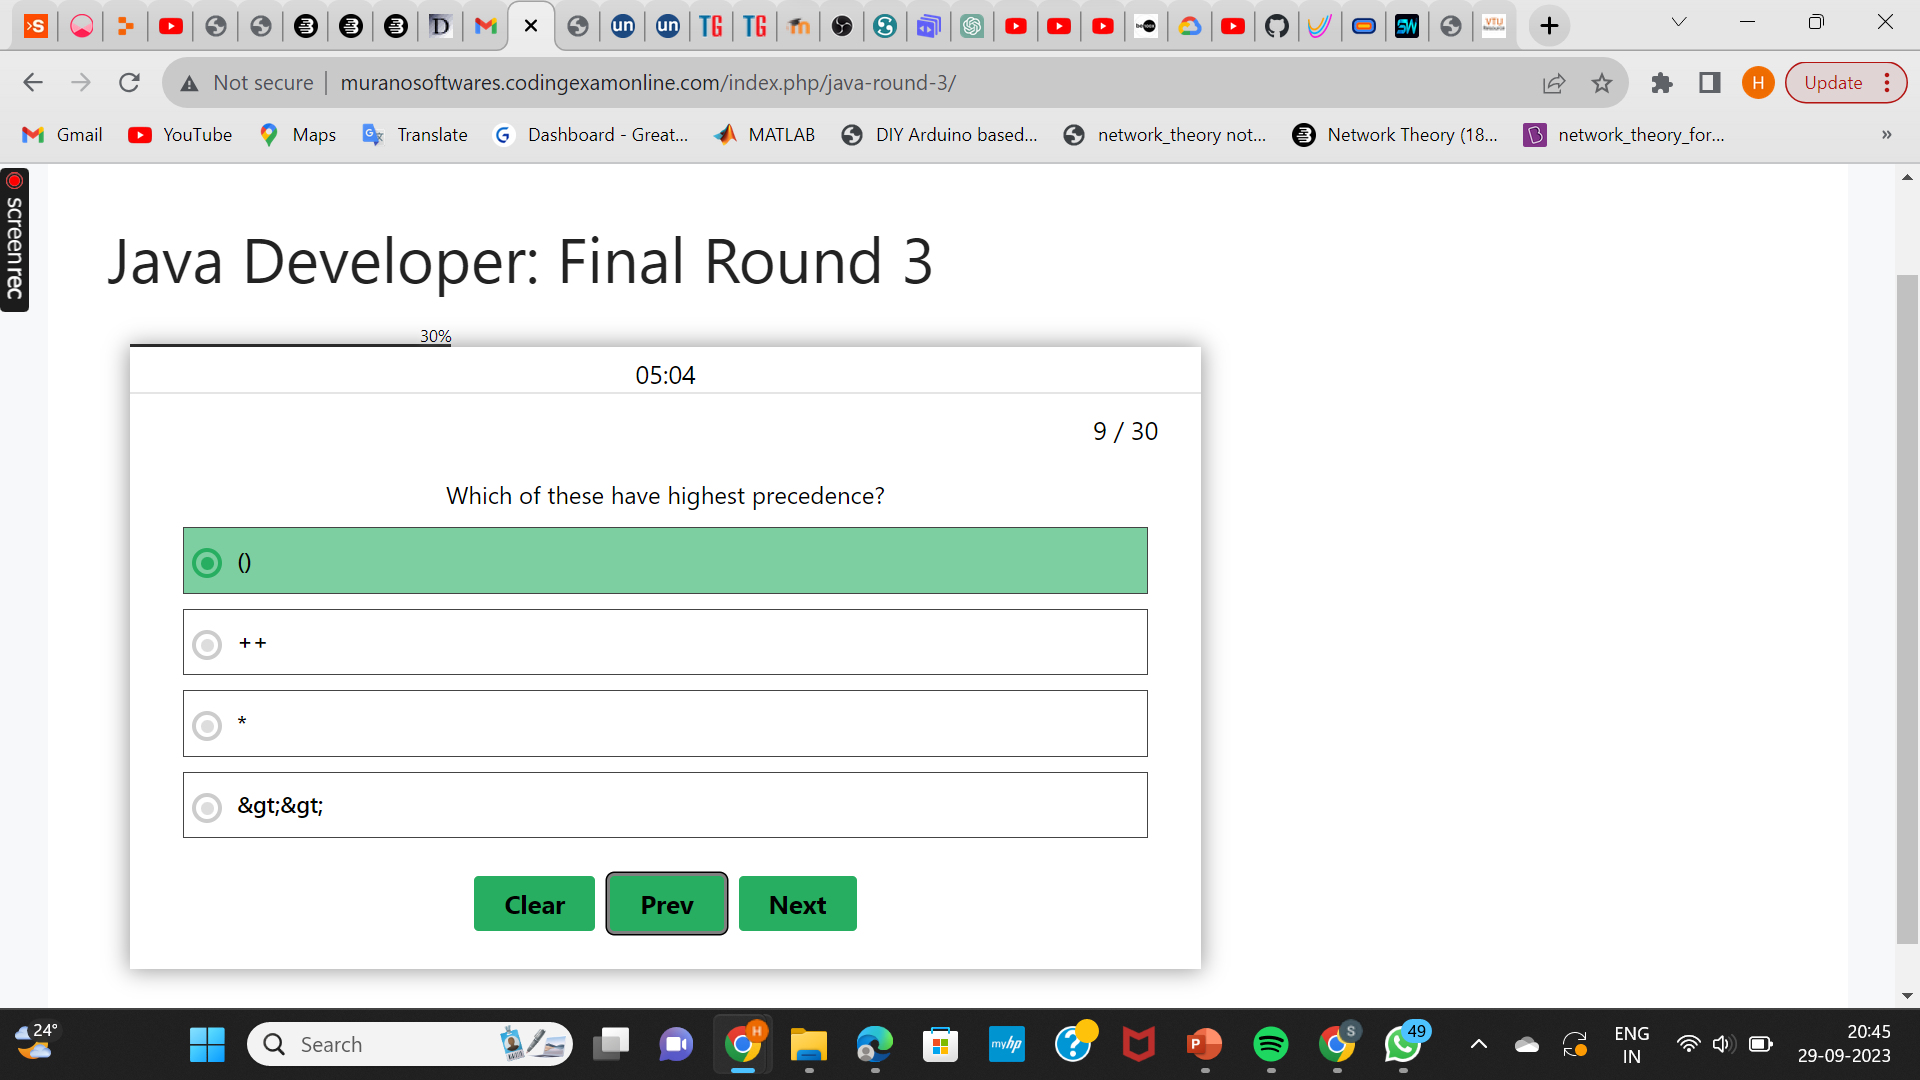 Not secure
muranosoftwares.codingexamonline.com/index.php/java-round-3/
H
Update
Gmail
YouTube
Maps
Translate
Dashboard - Great...
MATLAB
DIY Arduino based...
network_theory not...
Network Theory (18...
network_theory_for...
»
screenrec
Java Developer: Final Round 3
30%
05:04
9 / 30
Which of these have highest precedence?
()
++
*
&gt;&gt;
Clear
Prev
Next
24°
Search
49
ENG
IN
20:45
29-09-2023